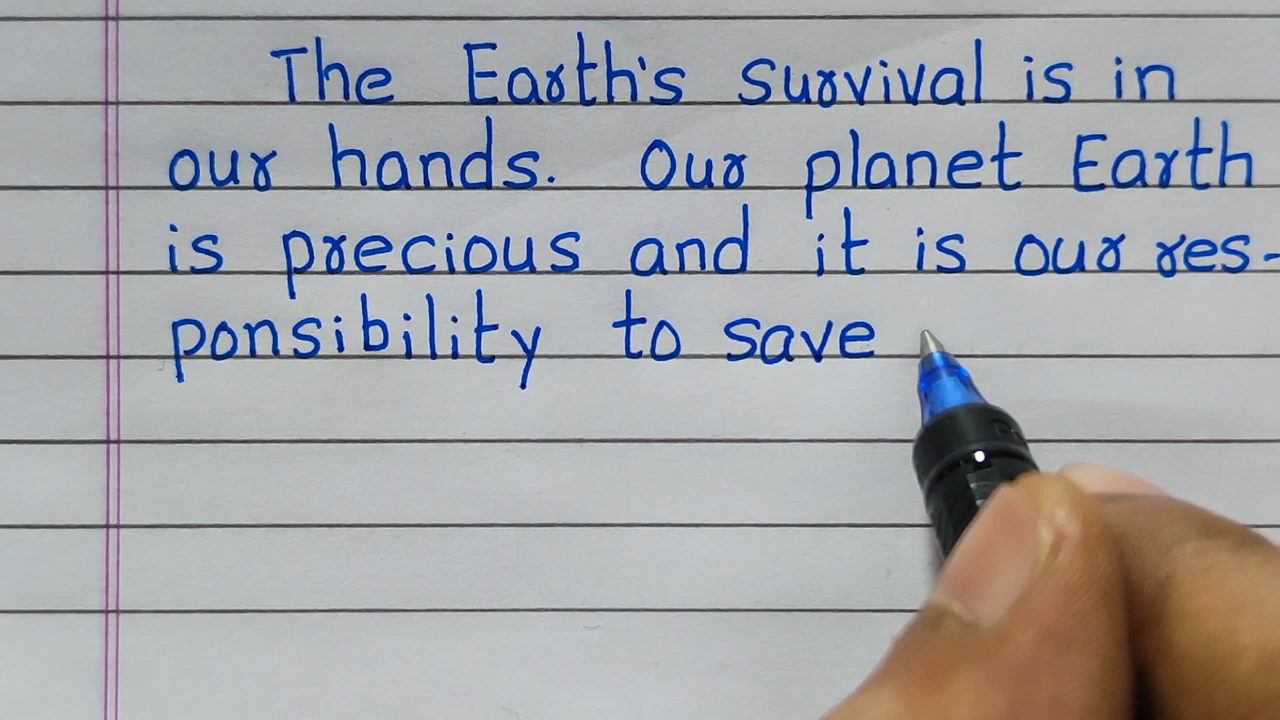 The Earth's survival is in
our hands. Our planet Earth
is precious and it is our res-
ponsibility to save